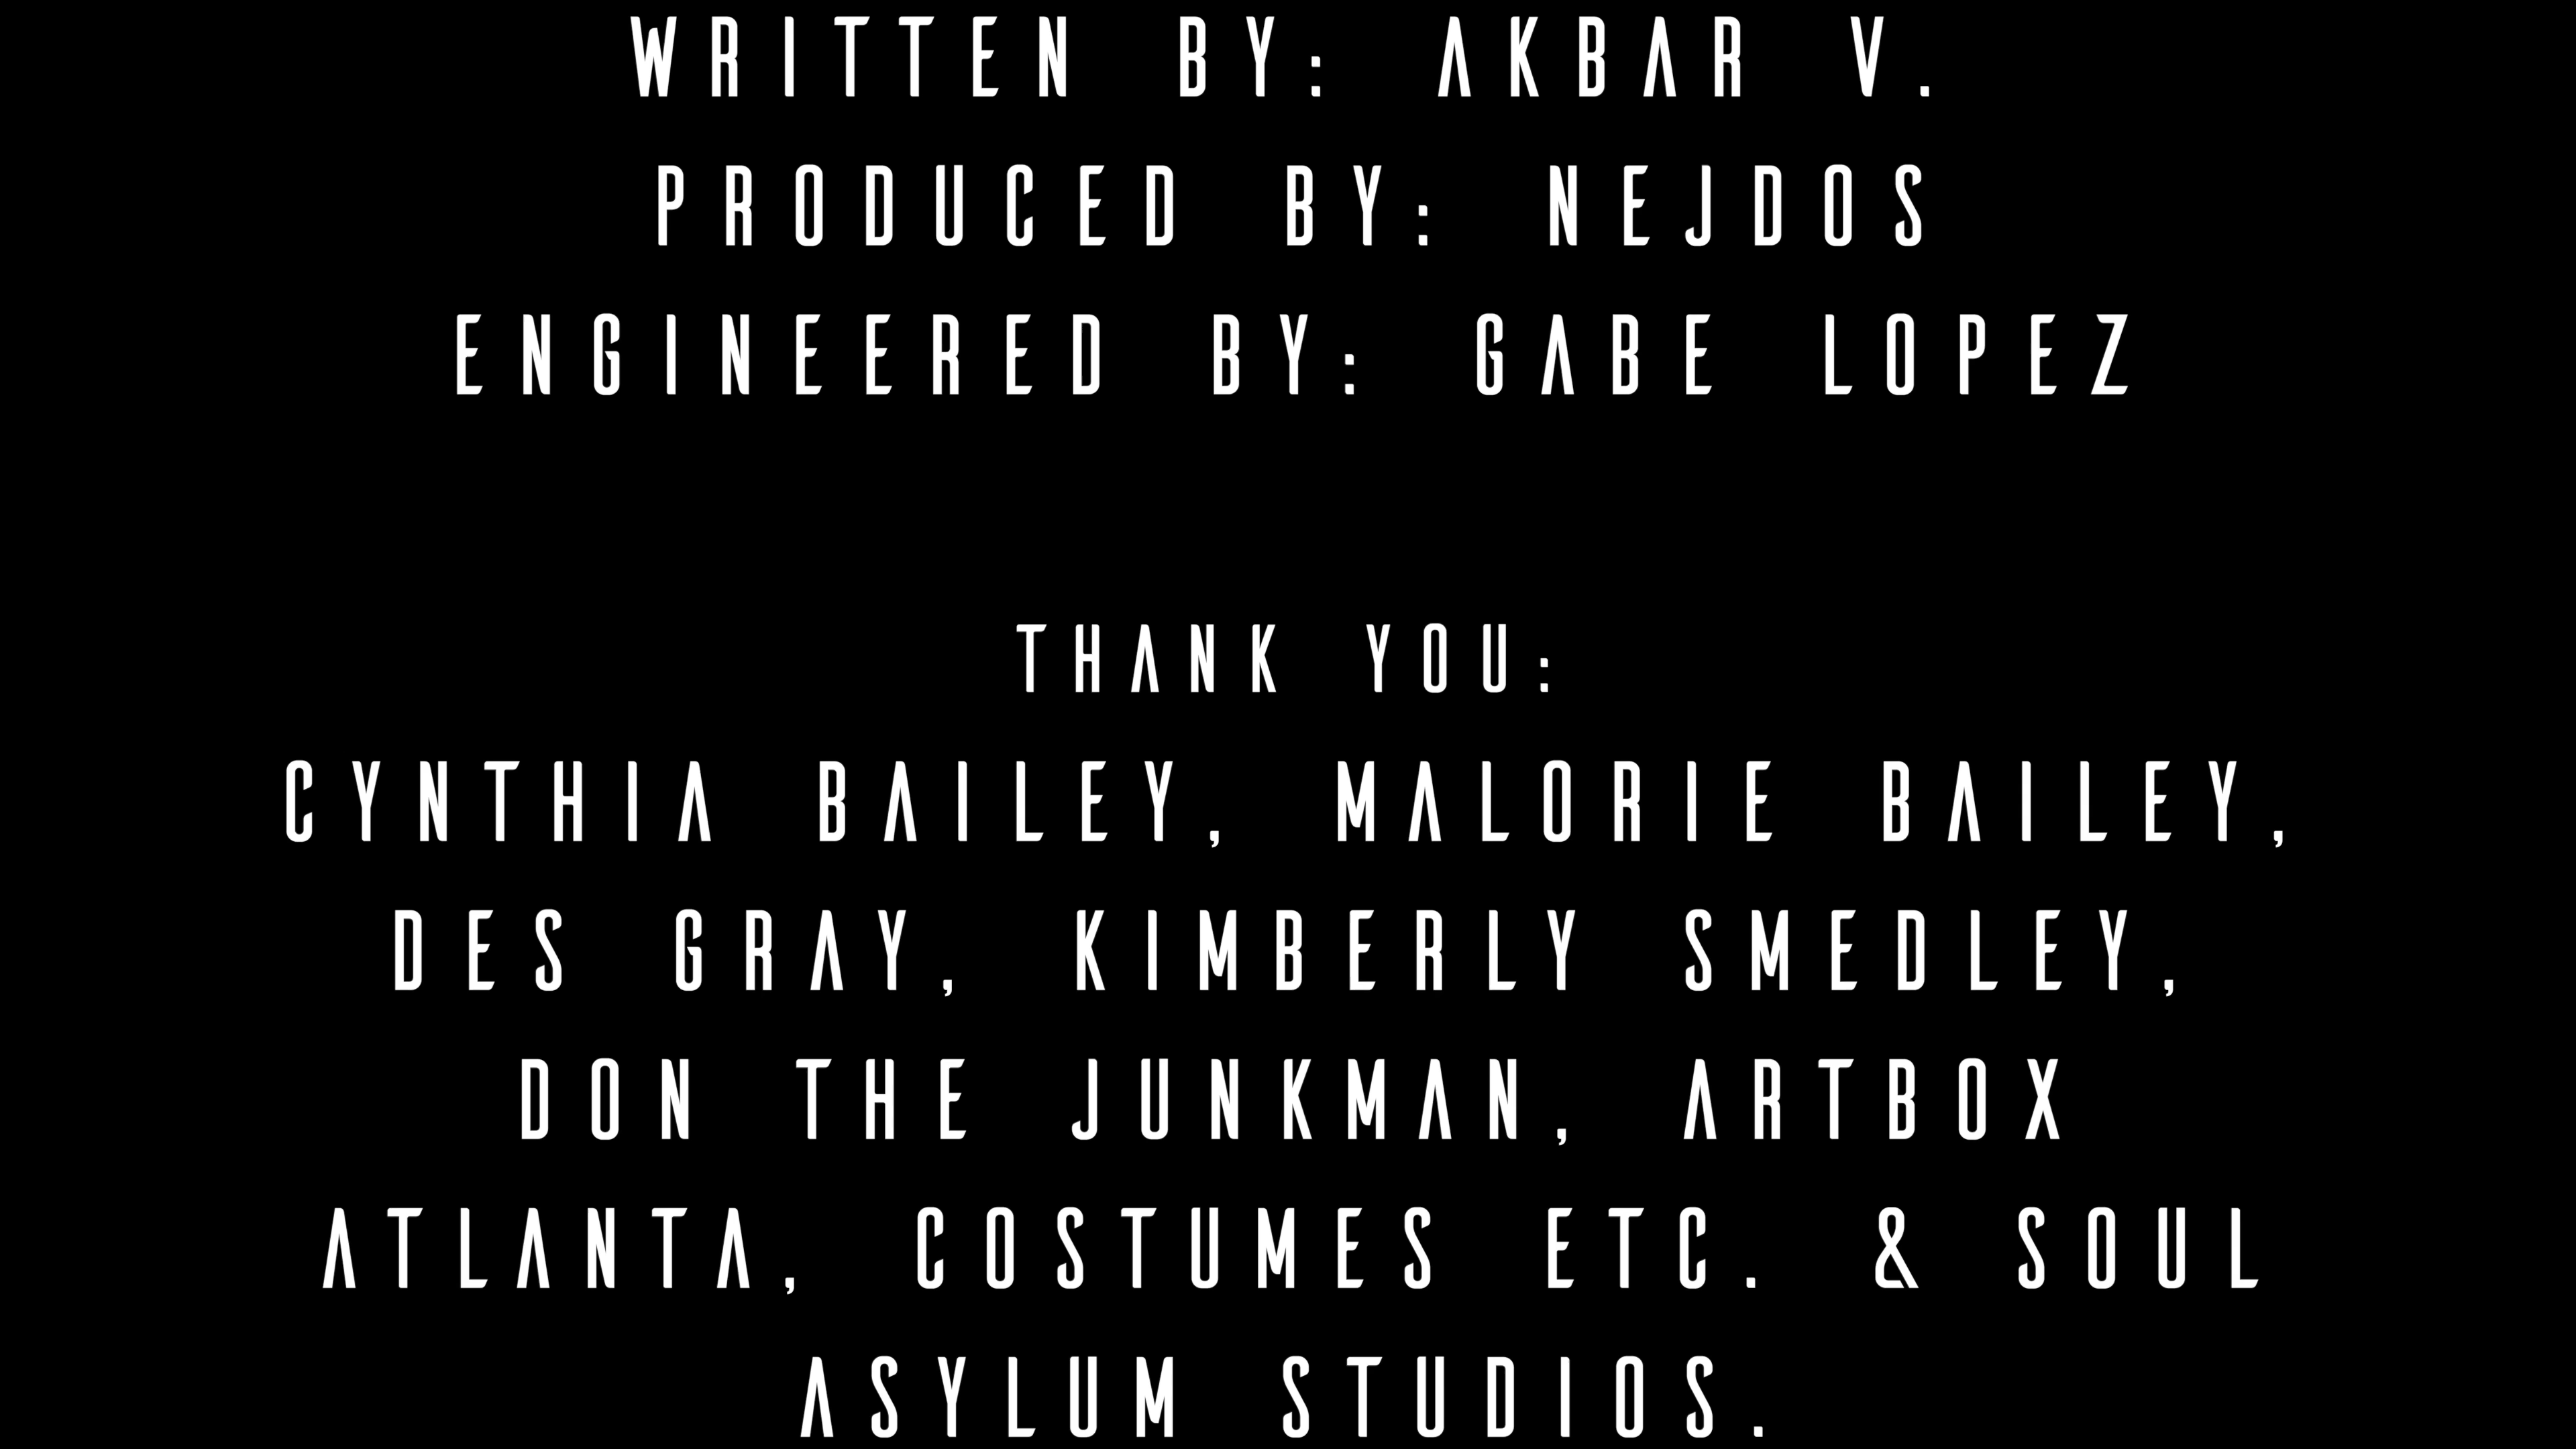 WRITTEN BY: AKBAR V.
PRODUCED BY: NEJDOS
ENGINEERED BY: GABE LOPEZ
THANK YOU:
CYNTHIA BAILEY, MALORIE BAILEY,
DES GRAY, KIMBERLY SMEDLEY,
DON THE JUNKMAN, ARTBOX
ATLANTA, COSTUMES ETC. & SOUL
ASYLUM STUDIOS.